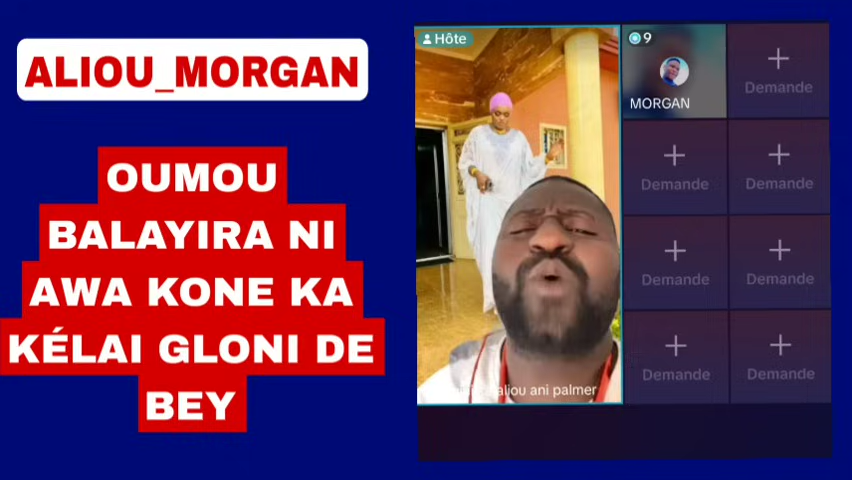 ALIOU_MORGAN
OUMOU
BALAYIRA NI
AWA KONE KA
KÉLAI GLONI DE
BEY
Hôte
aliou ani palmer
9
MORGAN
Demande
Demande
Demande
Demande
Demande
Demande
Demande